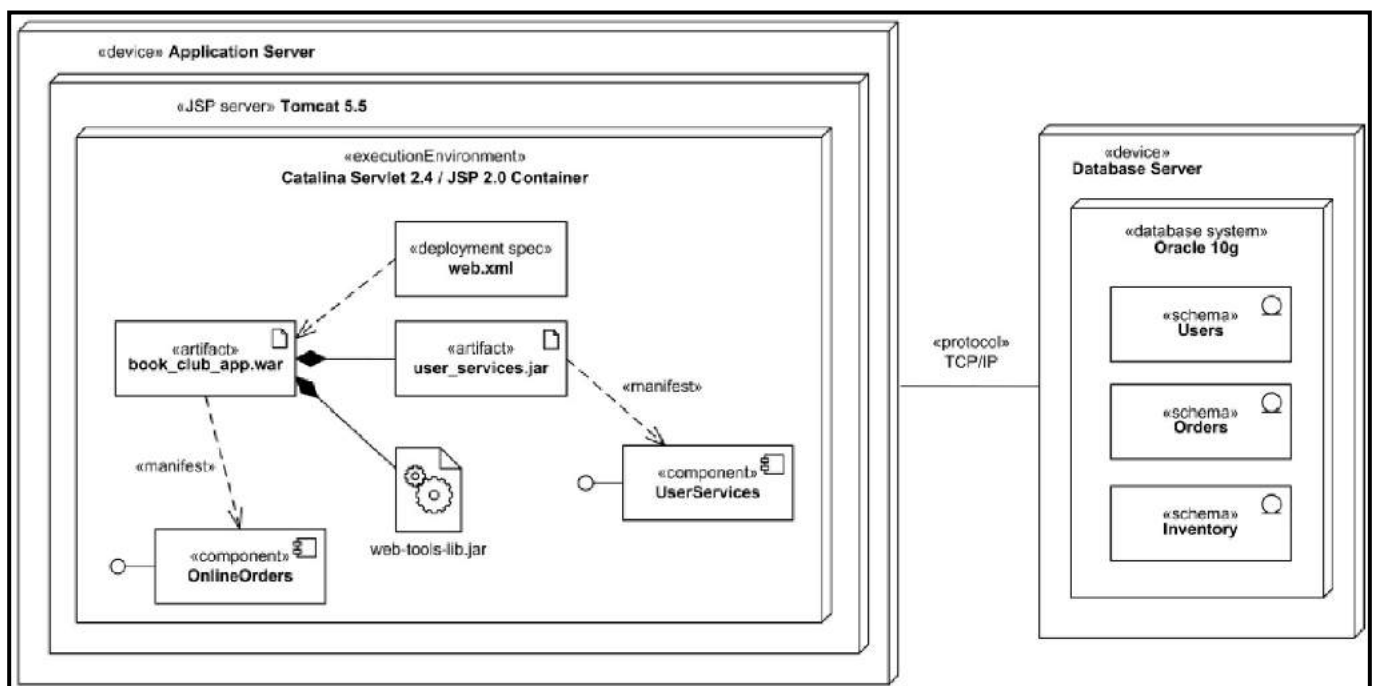 «device» Application Server
«JSP server» Tomcat 5.5
«executionEnvironment»
Catalina Servlet 2.4 / JSP 2.0 Container
«deployment spec»
web.xml
«artifact»
book_club_app.war
«artifact»
user_services.jar
«manifest»
«manifest»
«component»
UserServices
web-tools-lib.jar
«component»
OnlineOrders
«protocol»
TCP/IP
«device»
Database Server
«database system»
Oracle 10g
«schema»
Users
«schema»
Orders
«schema»
Inventory